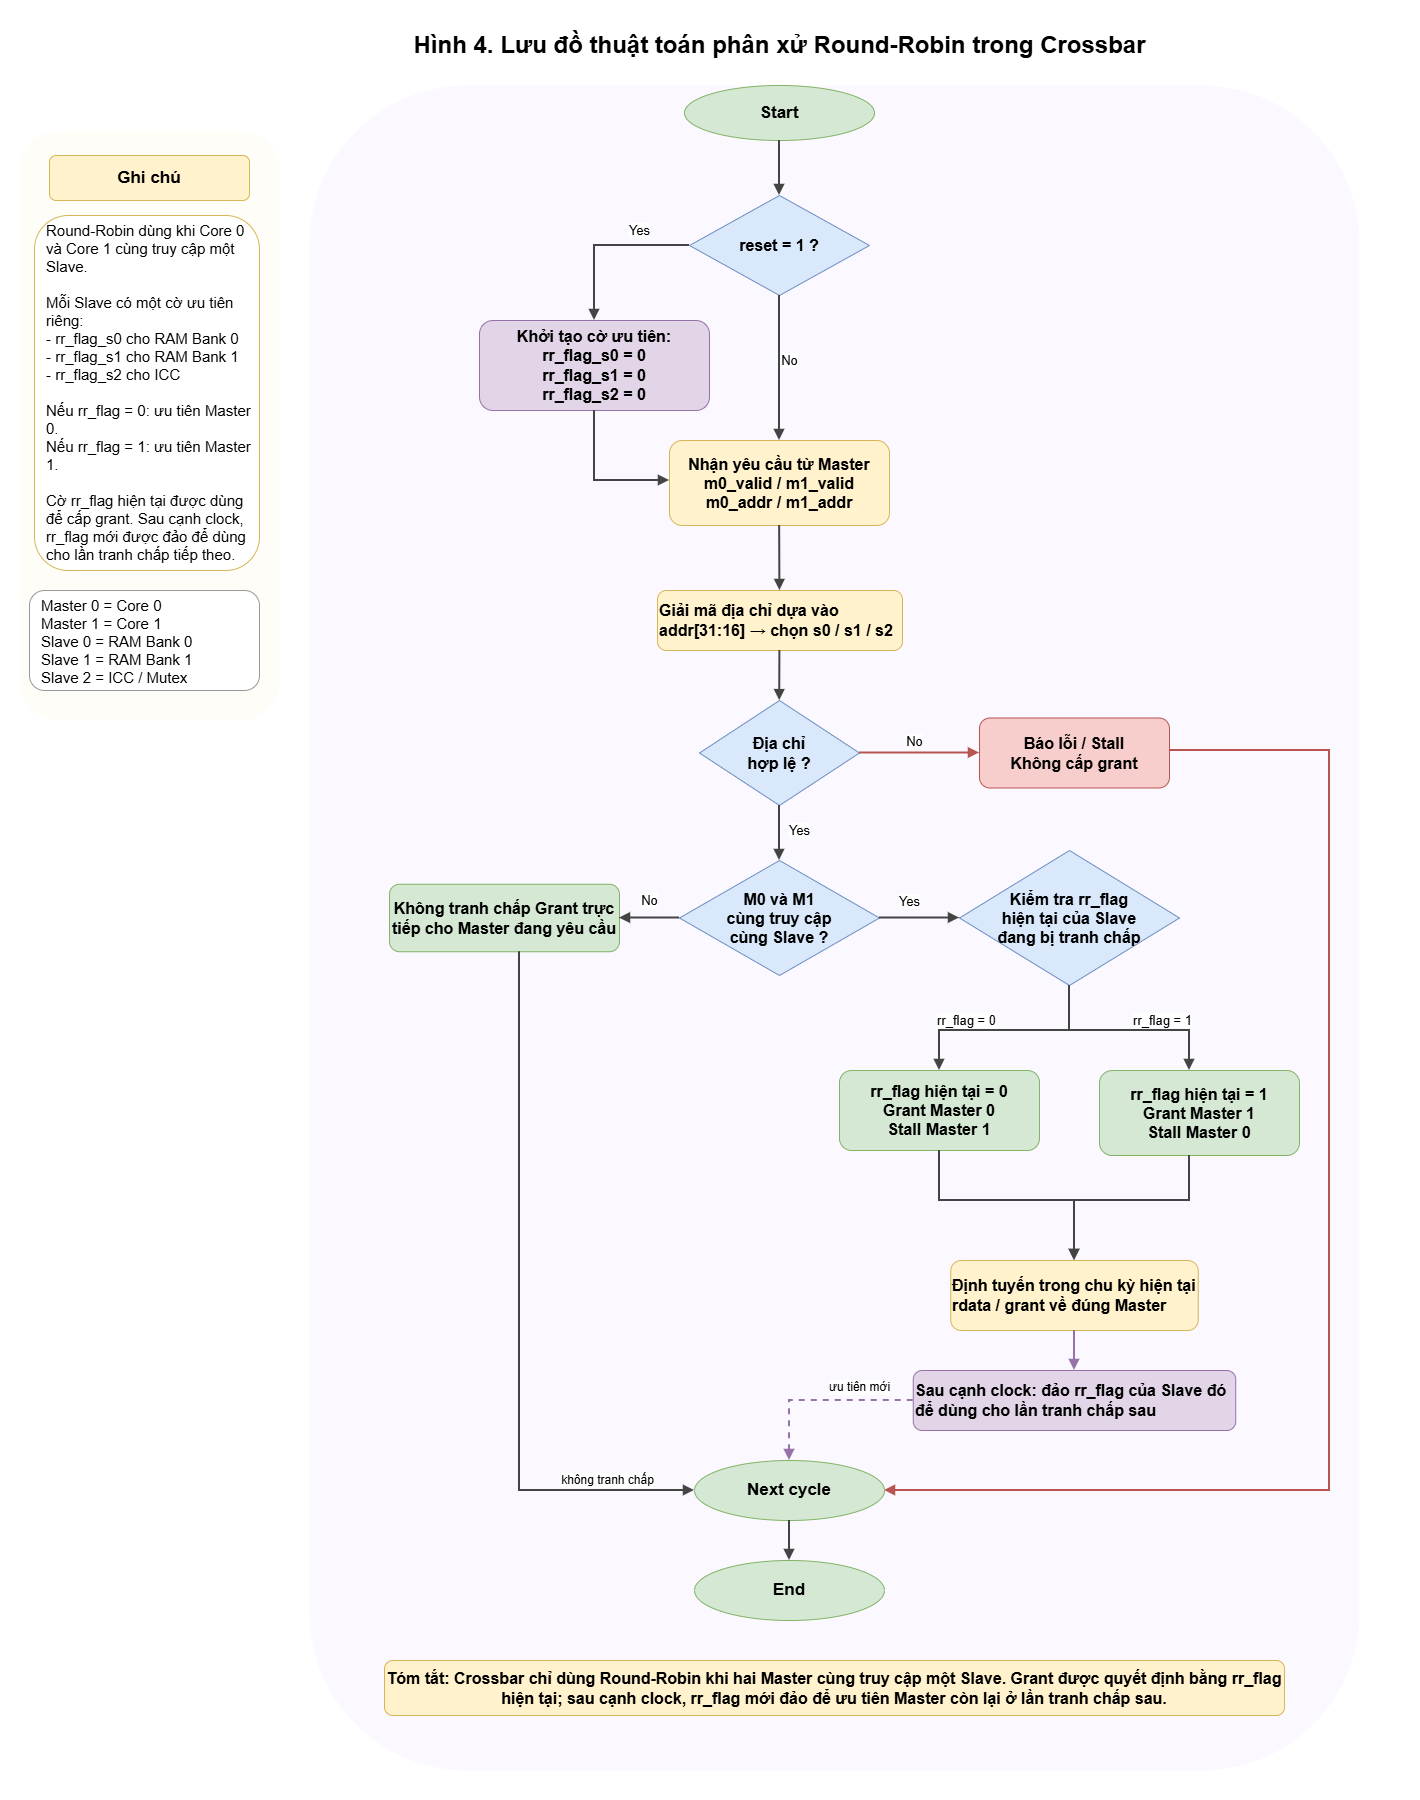 Hình 4. Lưu đồ thuật toán phân xử Round-Robin trong Crossbar
Ghi chú
Round-Robin dùng khi Core 0
và Core 1 cùng truy cập một
Slave.
Mỗi Slave có một cờ ưu tiên
riêng:
- rr_flag_s0 cho RAM Bank 0
- rr_flag_s1 cho RAM Bank 1
- rr_flag_s2 cho ICC
Nếu rr_flag = 0: ưu tiên Master
0.
Nếu rr_flag = 1: ưu tiên Master
1.
Cờ rr_flag hiện tại được dùng
để cấp grant. Sau cạnh clock,
rr_flag mới được đảo để dùng
cho lần tranh chấp tiếp theo.
Master 0 = Core 0
Master 1 = Core 1
Slave 0 = RAM Bank 0
Slave 1 = RAM Bank 1
Slave 2 = ICC / Mutex
Start
reset = 1 ?
Yes
No
Khởi tạo cờ ưu tiên:
rr_flag_s0 = 0
rr_flag_s1 = 0
rr_flag_s2 = 0
Nhận yêu cầu từ Master
m0_valid / m1_valid
m0_addr / m1_addr
Giải mã địa chỉ dựa vào
addr[31:16] → chọn s0 / s1 / s2
Địa chỉ
hợp lệ ?
No
Báo lỗi / Stall
Không cấp grant
Yes
M0 và M1
cùng truy cập
cùng Slave ?
No
Không tranh chấp Grant trực
tiếp cho Master đang yêu cầu
Yes
Kiểm tra rr_flag
hiện tại của Slave
đang bị tranh chấp
rr_flag = 0
rr_flag = 1
rr_flag hiện tại = 0
Grant Master 0
Stall Master 1
rr_flag hiện tại = 1
Grant Master 1
Stall Master 0
Định tuyến trong chu kỳ hiện tại
rdata / grant về đúng Master
Sau cạnh clock: đảo rr_flag của Slave đó
để dùng cho lần tranh chấp sau
ưu tiên mới
không tranh chấp
Next cycle
End
Tóm tắt: Crossbar chỉ dùng Round-Robin khi hai Master cùng truy cập một Slave. Grant được quyết định bằng rr_flag
hiện tại; sau cạnh clock, rr_flag mới đảo để ưu tiên Master còn lại ở lần tranh chấp sau.